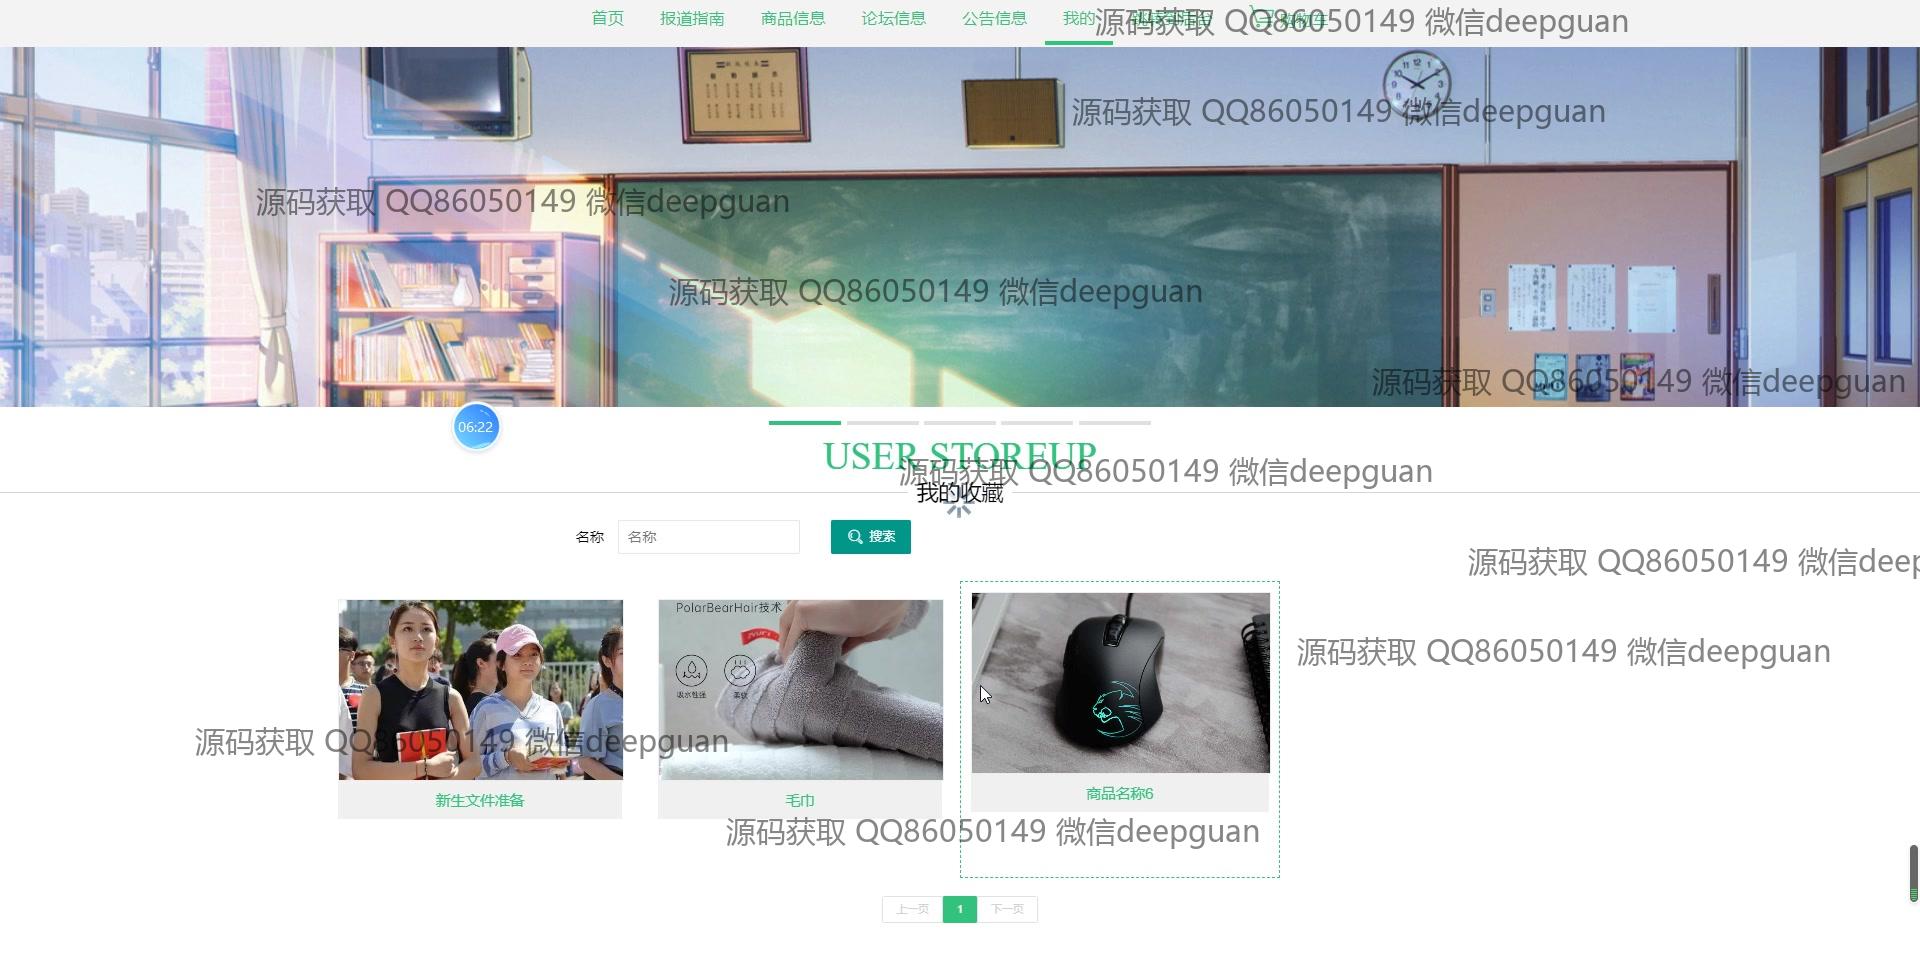 首页 报道指南 商品信息 论坛信息 公告信息 我的 购物车
源码获取 QQ86050149 微信deepguan
源码获取 QQ86050149 微信deepguan
源码获取 QQ86050149 微信deepguan
源码获取 QQ86050149 微信deepguan
源码获取 QQ86050149 微信deepguan
06:22
USER STOREUP
源码获取 QQ86050149 微信deepguan
我的收藏
名称 名称 搜索
源码获取 QQ86050149 微信deep
PolarBearHair技术
吸水性强 柔软
源码获取 QQ86050149 微信deepguan
源码获取 QQ86050149 微信deepguan
新生文件准备 毛巾 商品名称6
源码获取 QQ86050149 微信deepguan
上一页 1 下一页